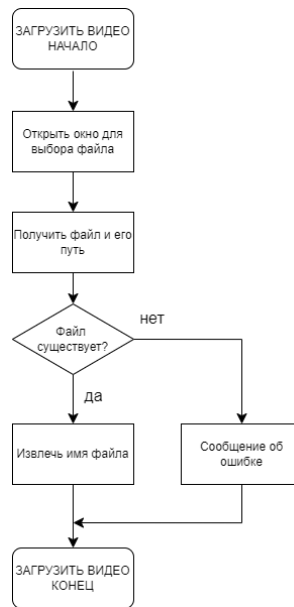 ЗАГРУЗИТЬ ВИДЕО
НАЧАЛО
Открыть окно для
выбора файла
Получить файл и его
путь
Файл
существует?
нет
да
Извлечь имя файла
Сообщение об
ошибке
ЗАГРУЗИТЬ ВИДЕО
КОНЕЦ